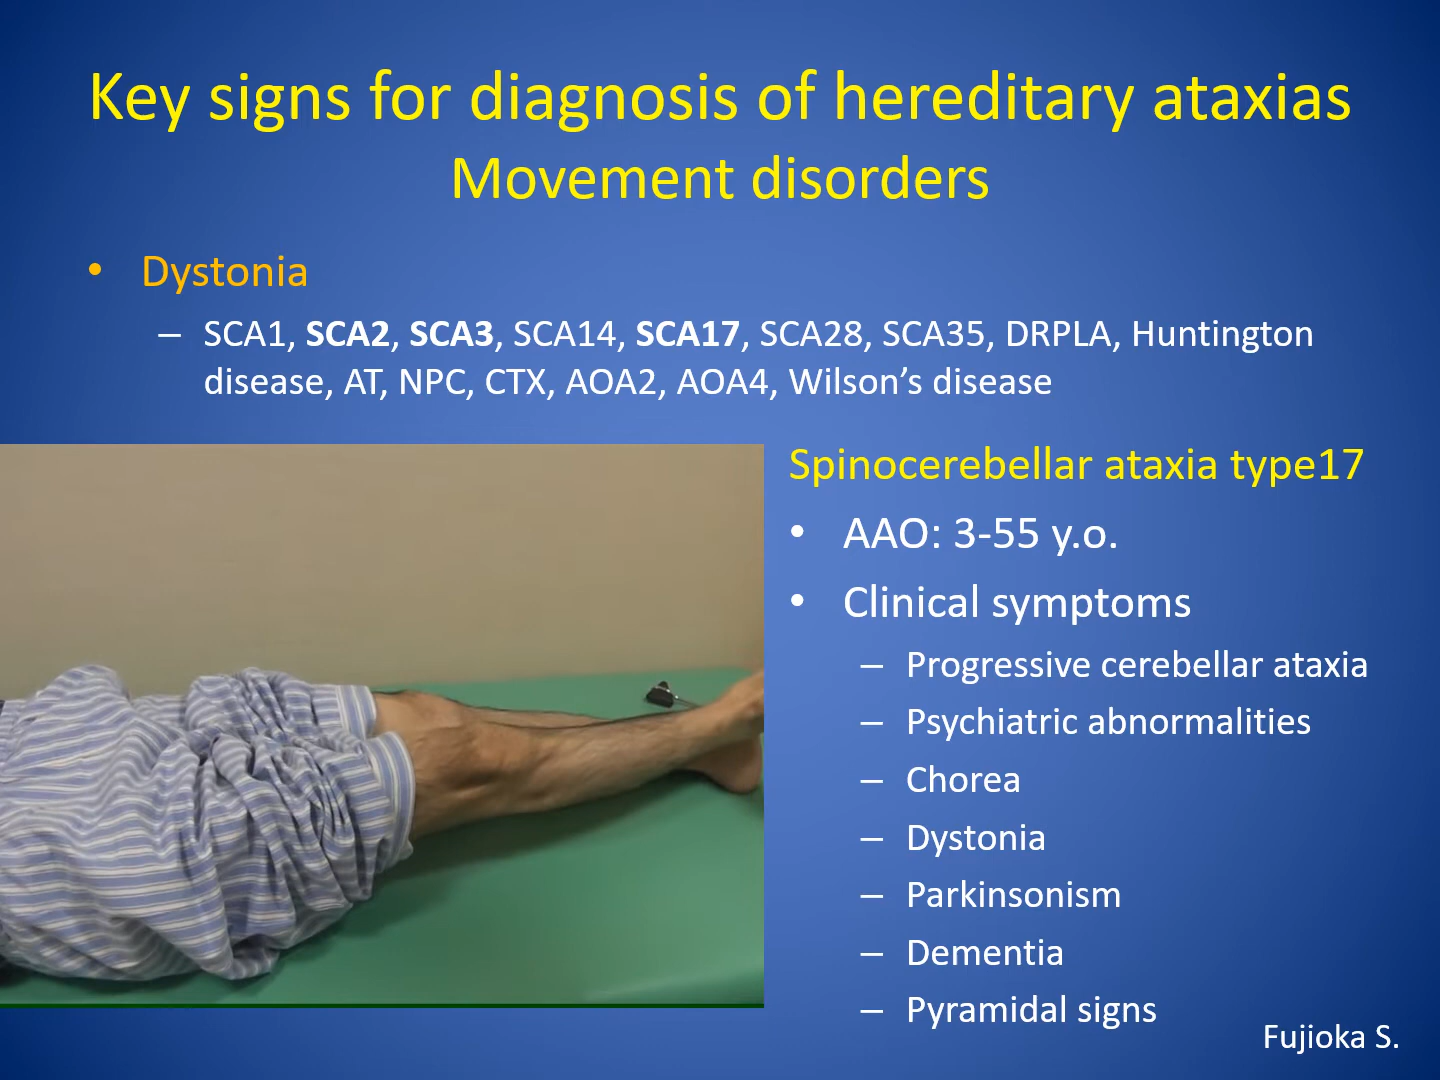 Key signs for diagnosis of hereditary ataxias
Movement disorders
• Dystonia
– SCA1, SCA2, SCA3, SCA14, SCA17, SCA28, SCA35, DRPLA, Huntington
disease, AT, NPC, CTX, AOA2, AOA4, Wilson’s disease
Spinocerebellar ataxia type17
• AAO: 3-55 y.o.
• Clinical symptoms
– Progressive cerebellar ataxia
– Psychiatric abnormalities
– Chorea
– Dystonia
– Parkinsonism
– Dementia
– Pyramidal signs
Fujioka S.